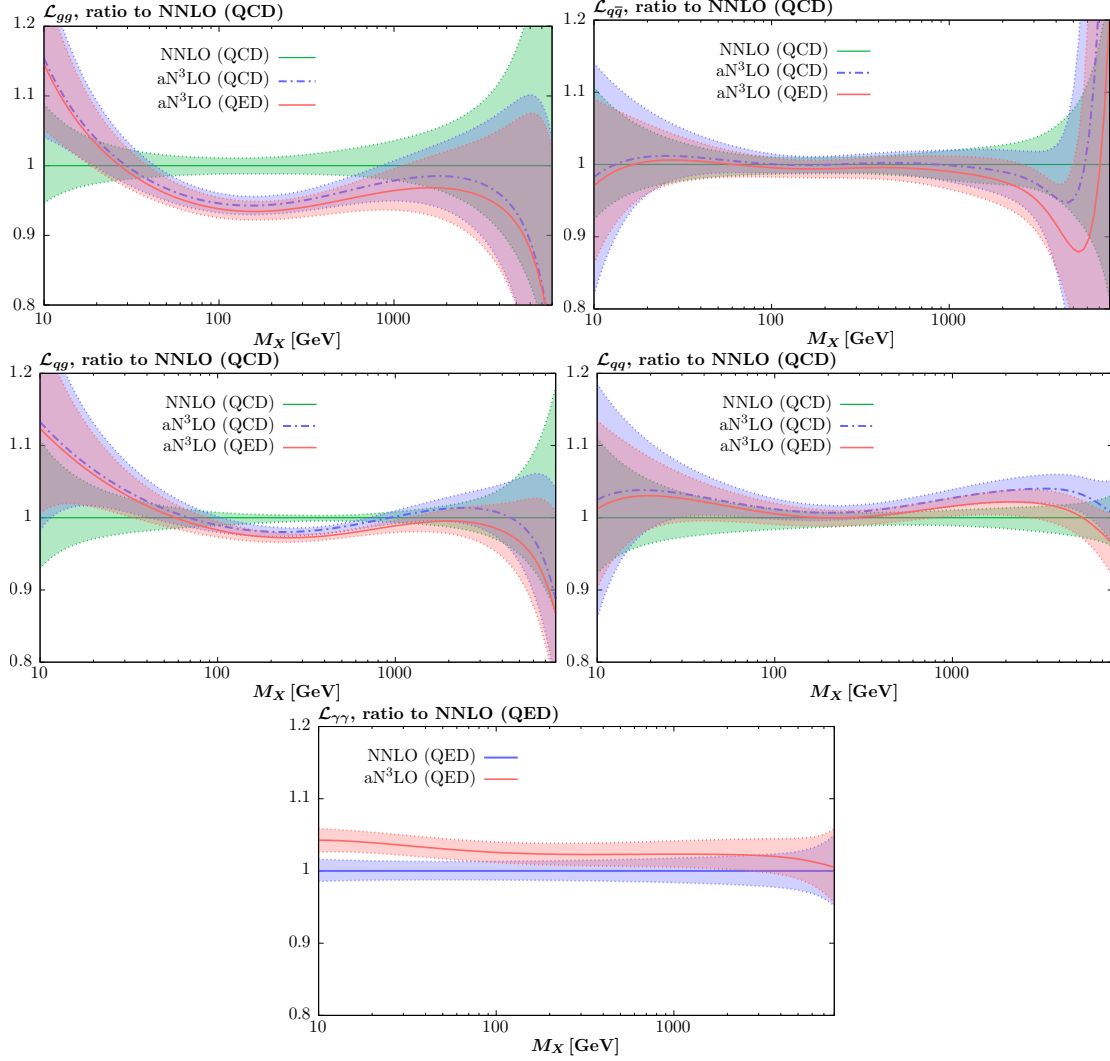 𝓛gg, ratio to NNLO (QCD)
1.2
1.1
1
0.9
0.8
NNLO (QCD)
aN³LO (QCD)
aN³LO (QED)
10
100
1000
M_X [GeV]
𝓛qq̅, ratio to NNLO (QCD)
1.2
1.1
1
0.9
0.8
NNLO (QCD)
aN³LO (QCD)
aN³LO (QED)
10
100
1000
M_X [GeV]
𝓛qg, ratio to NNLO (QCD)
1.2
1.1
1
0.9
0.8
NNLO (QCD)
aN³LO (QCD)
aN³LO (QED)
10
100
1000
M_X [GeV]
𝓛qq, ratio to NNLO (QCD)
1.2
1.1
1
0.9
0.8
NNLO (QCD)
aN³LO (QCD)
aN³LO (QED)
10
100
1000
M_X [GeV]
𝓛γγ, ratio to NNLO (QED)
1.2
1.1
1
0.9
0.8
NNLO (QED)
aN³LO (QED)
10
100
1000
M_X [GeV]